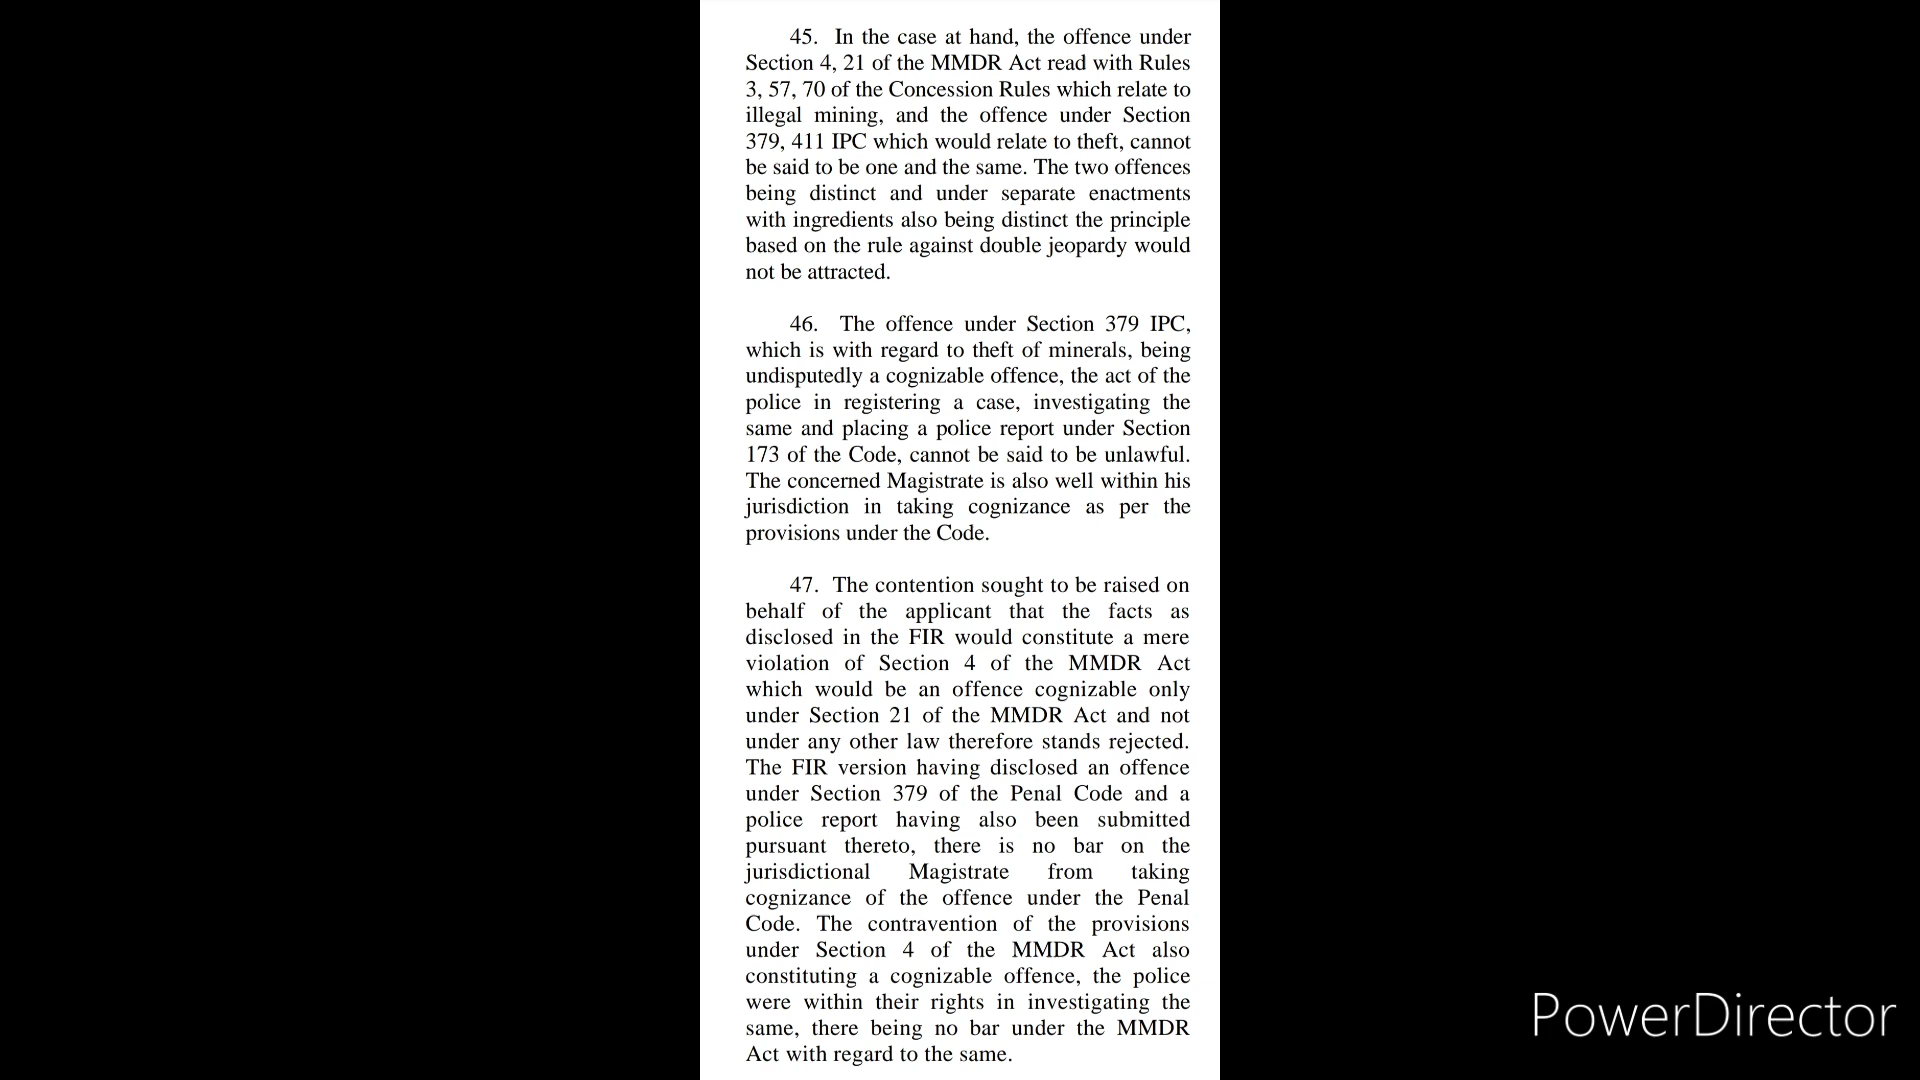 45. In the case at hand, the offence under
Section 4, 21 of the MMDR Act read with Rules
3, 57, 70 of the Concession Rules which relate to
illegal mining, and the offence under Section
379, 411 IPC which would relate to theft, cannot
be said to be one and the same. The two offences
being distinct and under separate enactments
with ingredients also being distinct the principle
based on the rule against double jeopardy would
not be attracted.
46. The offence under Section 379 IPC,
which is with regard to theft of minerals, being
undisputedly a cognizable offence, the act of the
police in registering a case, investigating the
same and placing a police report under Section
173 of the Code, cannot be said to be unlawful.
The concerned Magistrate is also well within his
jurisdiction in taking cognizance as per the
provisions under the Code.
47. The contention sought to be raised on
behalf of the applicant that the facts as
disclosed in the FIR would constitute a mere
violation of Section 4 of the MMDR Act
which would be an offence cognizable only
under Section 21 of the MMDR Act and not
under any other law therefore stands rejected.
The FIR version having disclosed an offence
under Section 379 of the Penal Code and a
police report having also been submitted
pursuant thereto, there is no bar on the
jurisdictional Magistrate from taking
cognizance of the offence under the Penal
Code. The contravention of the provisions
under Section 4 of the MMDR Act also
constituting a cognizable offence, the police
were within their rights in investigating the
same, there being no bar under the MMDR
Act with regard to the same.
PowerDirector